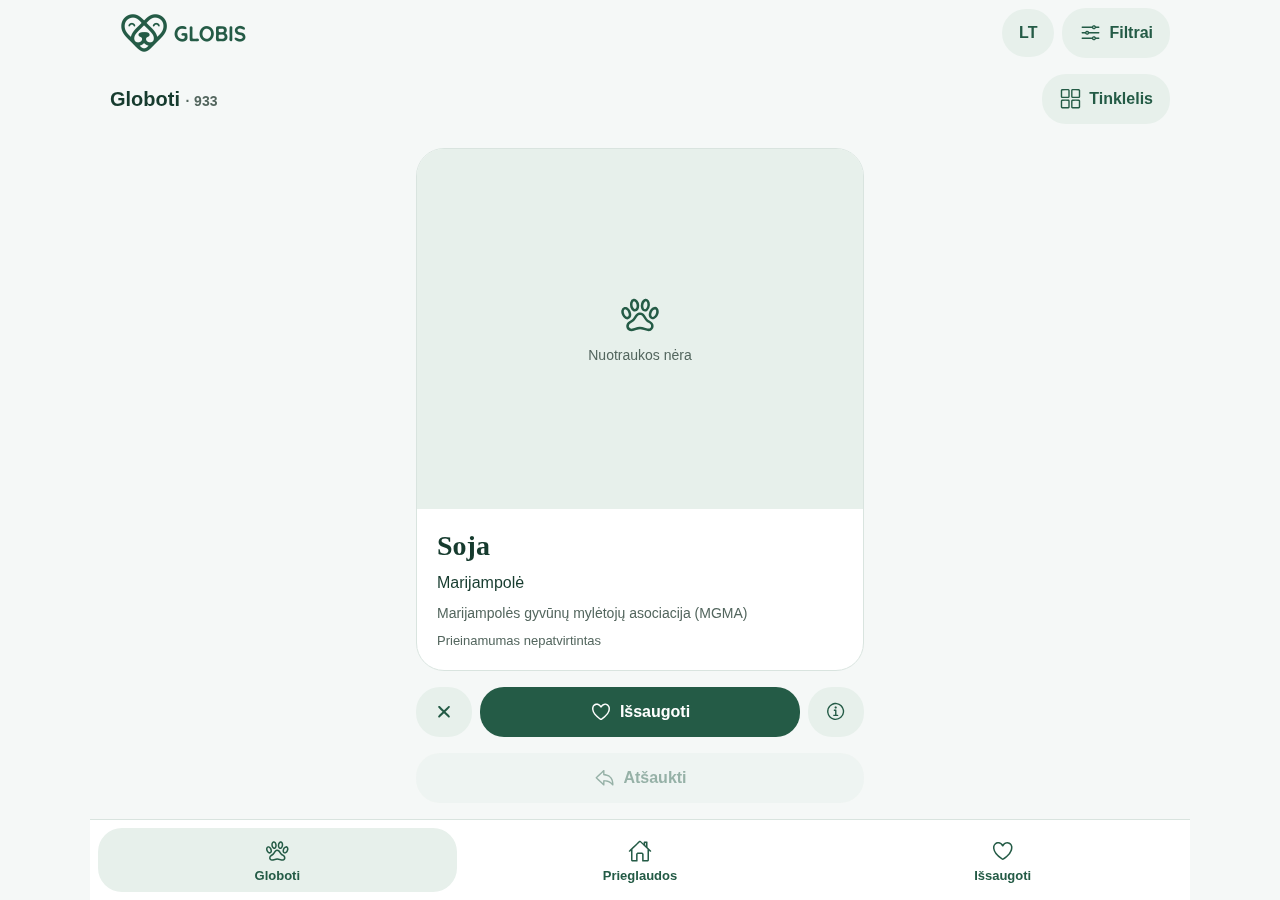 GLOBIS
LT
Filtrai
Globoti · 933
Tinklelis
Nuotraukos nėra
Soja
Marijampolė
Marijampolės gyvūnų mylėtojų asociacija (MGMA)
Prieinamumas nepatvirtintas
Išsaugoti
Atšaukti
Globoti
Prieglaudos
Išsaugoti